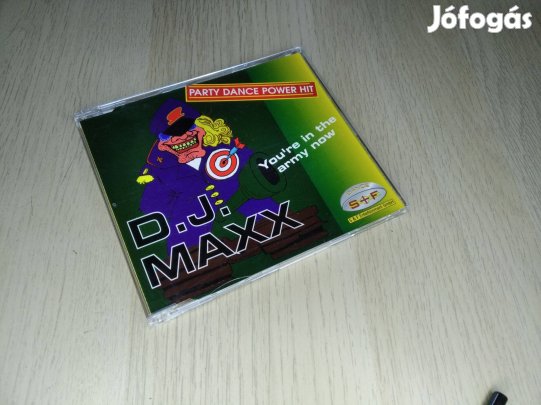 Jófogás
PARTY DANCE POWER HIT
You're in the
army now
S+F
D.J.
MAXX